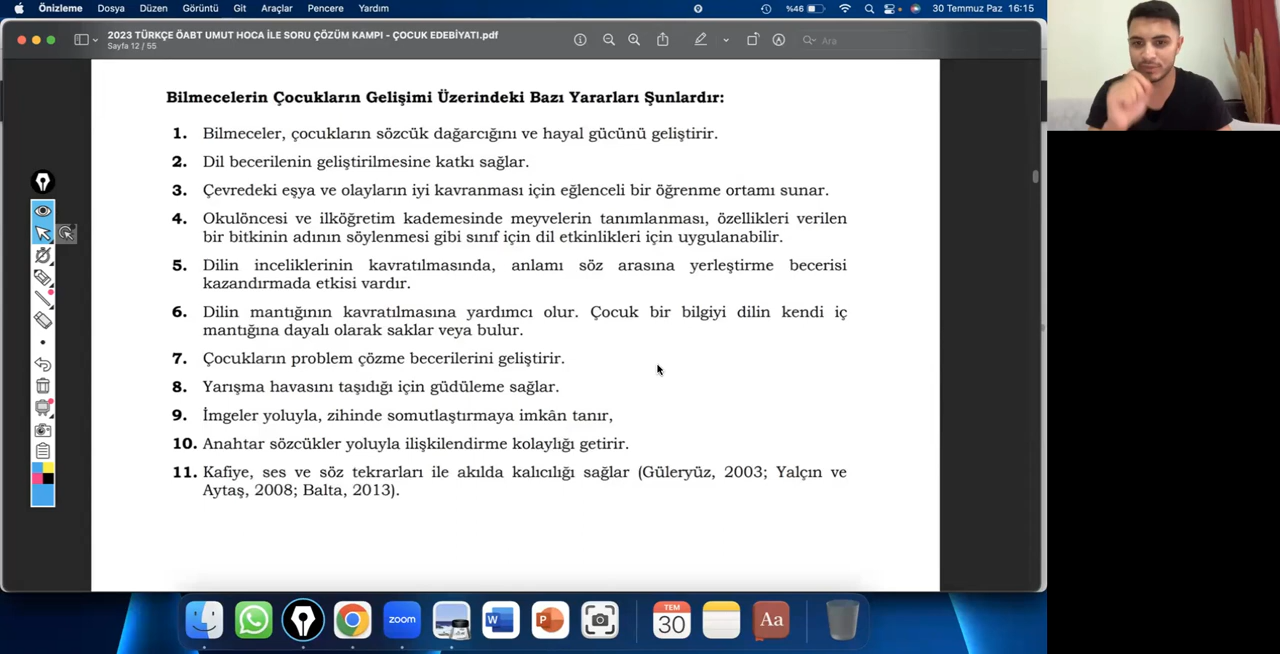 Önizleme Dosya Düzen Görüntü Git Araçlar Pencere Yardım %46 30 Temmuz Paz 16:15
2023 TÜRKÇE ÖABT UMUT HOCA İLE SORU ÇÖZÜM KAMPI - ÇOCUK EDEBİYATI.pdf
Sayfa 12 / 55
Ara
Bilmecelerin Çocukların Gelişimi Üzerindeki Bazı Yararları Şunlardır:
1. Bilmeceler, çocukların sözcük dağarcığını ve hayal gücünü geliştirir.
2. Dil becerilenin geliştirilmesine katkı sağlar.
3. Çevredeki eşya ve olayların iyi kavranması için eğlenceli bir öğrenme ortamı sunar.
4. Okulöncesi ve ilköğretim kademesinde meyvelerin tanımlanması, özellikleri verilen
bir bitkinin adının söylenmesi gibi sınıf için dil etkinlikleri için uygulanabilir.
5. Dilin inceliklerinin kavratılmasında, anlamı söz arasına yerleştirme becerisi
kazandırmada etkisi vardır.
6. Dilin mantığının kavratılmasına yardımcı olur. Çocuk bir bilgiyi dilin kendi iç
mantığına dayalı olarak saklar veya bulur.
7. Çocukların problem çözme becerilerini geliştirir.
8. Yarışma havasını taşıdığı için güdüleme sağlar.
9. İmgeler yoluyla, zihinde somutlaştırmaya imkân tanır,
10. Anahtar sözcükler yoluyla ilişkilendirme kolaylığı getirir.
11. Kafiye, ses ve söz tekrarları ile akılda kalıcılığı sağlar (Güleryüz, 2003; Yalçın ve
Aytaş, 2008; Balta, 2013).
zoom W P TEM
30 Aa